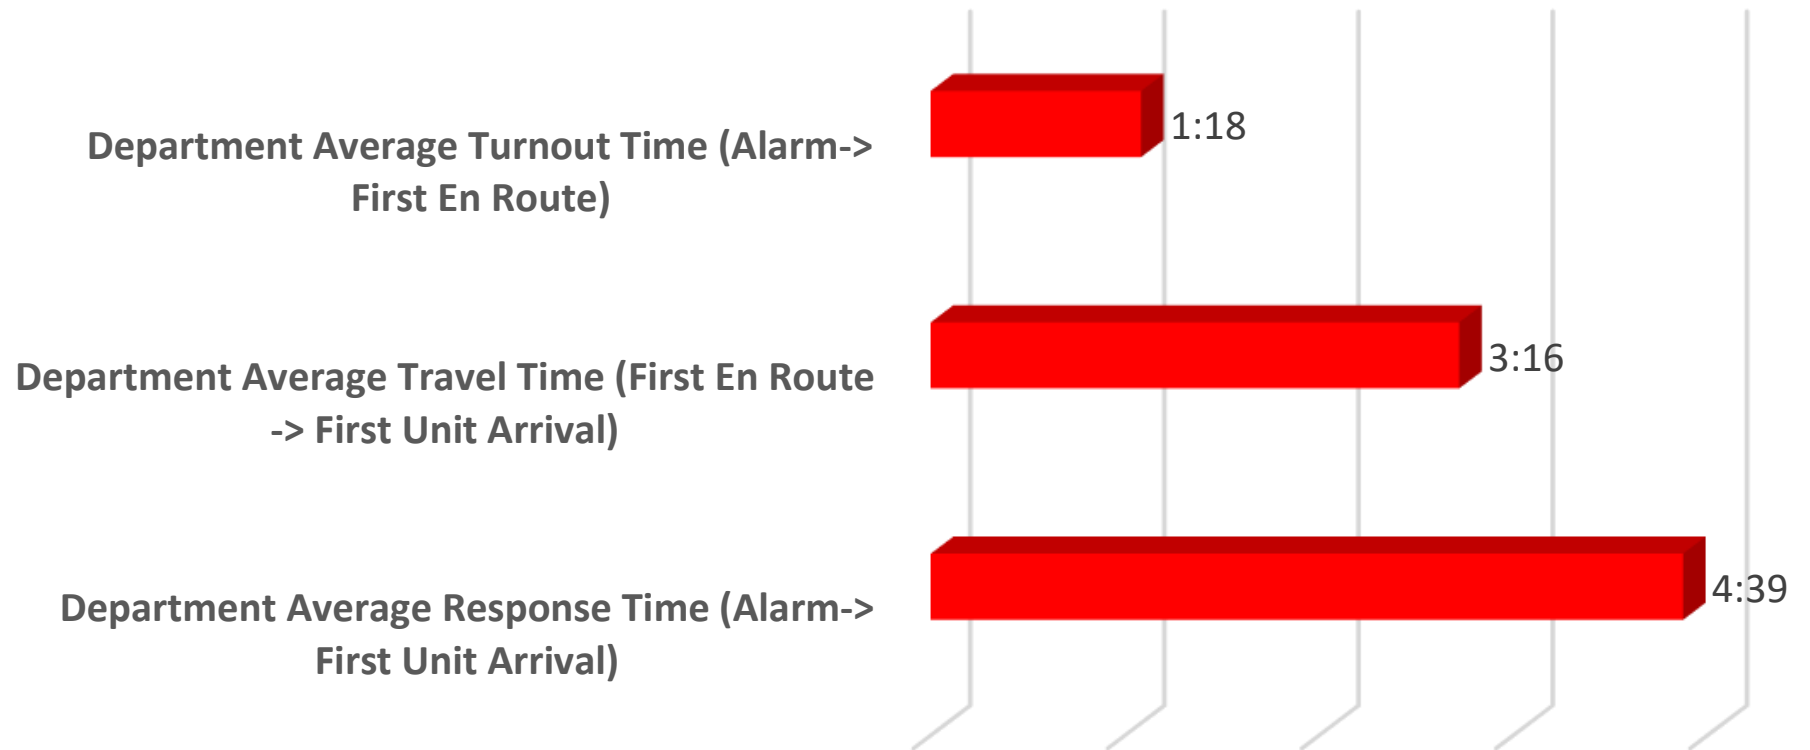 Department Average Turnout Time (Alarm->
First En Route)
1:18
Department Average Travel Time (First En Route
-> First Unit Arrival)
3:16
Department Average Response Time (Alarm->
First Unit Arrival)
4:39